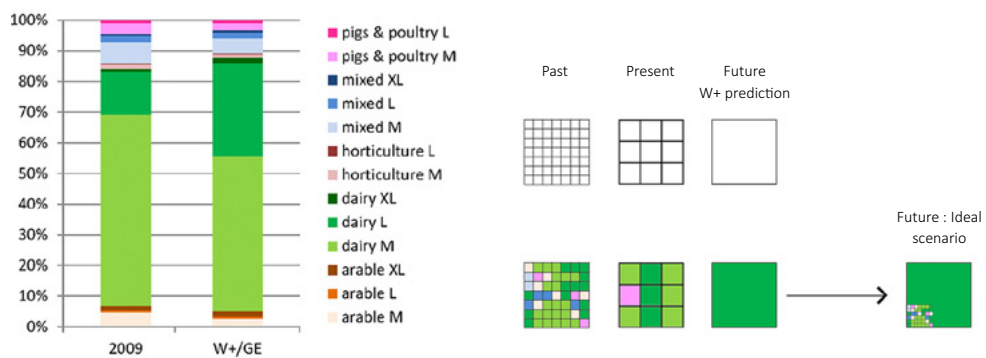 100%
90%
80%
70%
60%
50%
40%
30%
20%
10%
0%
2009
W+/GE
pigs & poultry L
pigs & poultry M
mixed XL
mixed L
mixed M
horticulture L
horticulture M
dairy XL
dairy L
dairy M
arable XL
arable L
arable M
Past
Present
Future
W+ prediction
Future : Ideal
scenario